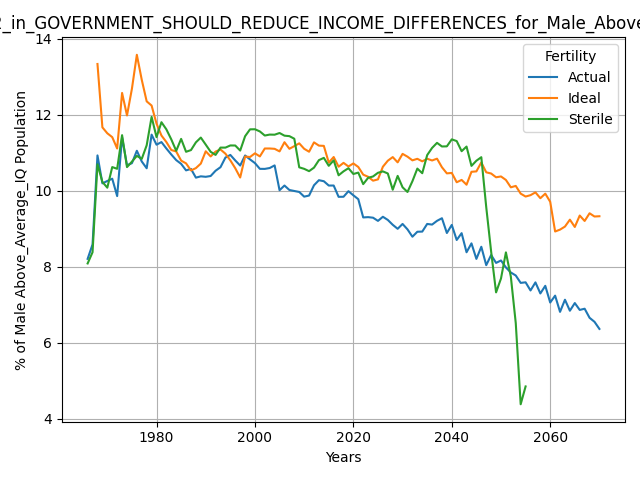 _in_GOVERNMENT_SHOULD_REDUCE_INCOME_DIFFERENCES_for_Male_Above
14
12
10
8
6
4
% of Male Above_Average_IQ Population
Fertility
Actual
Ideal
Sterile
1980
2000
2020
2040
2060
Years